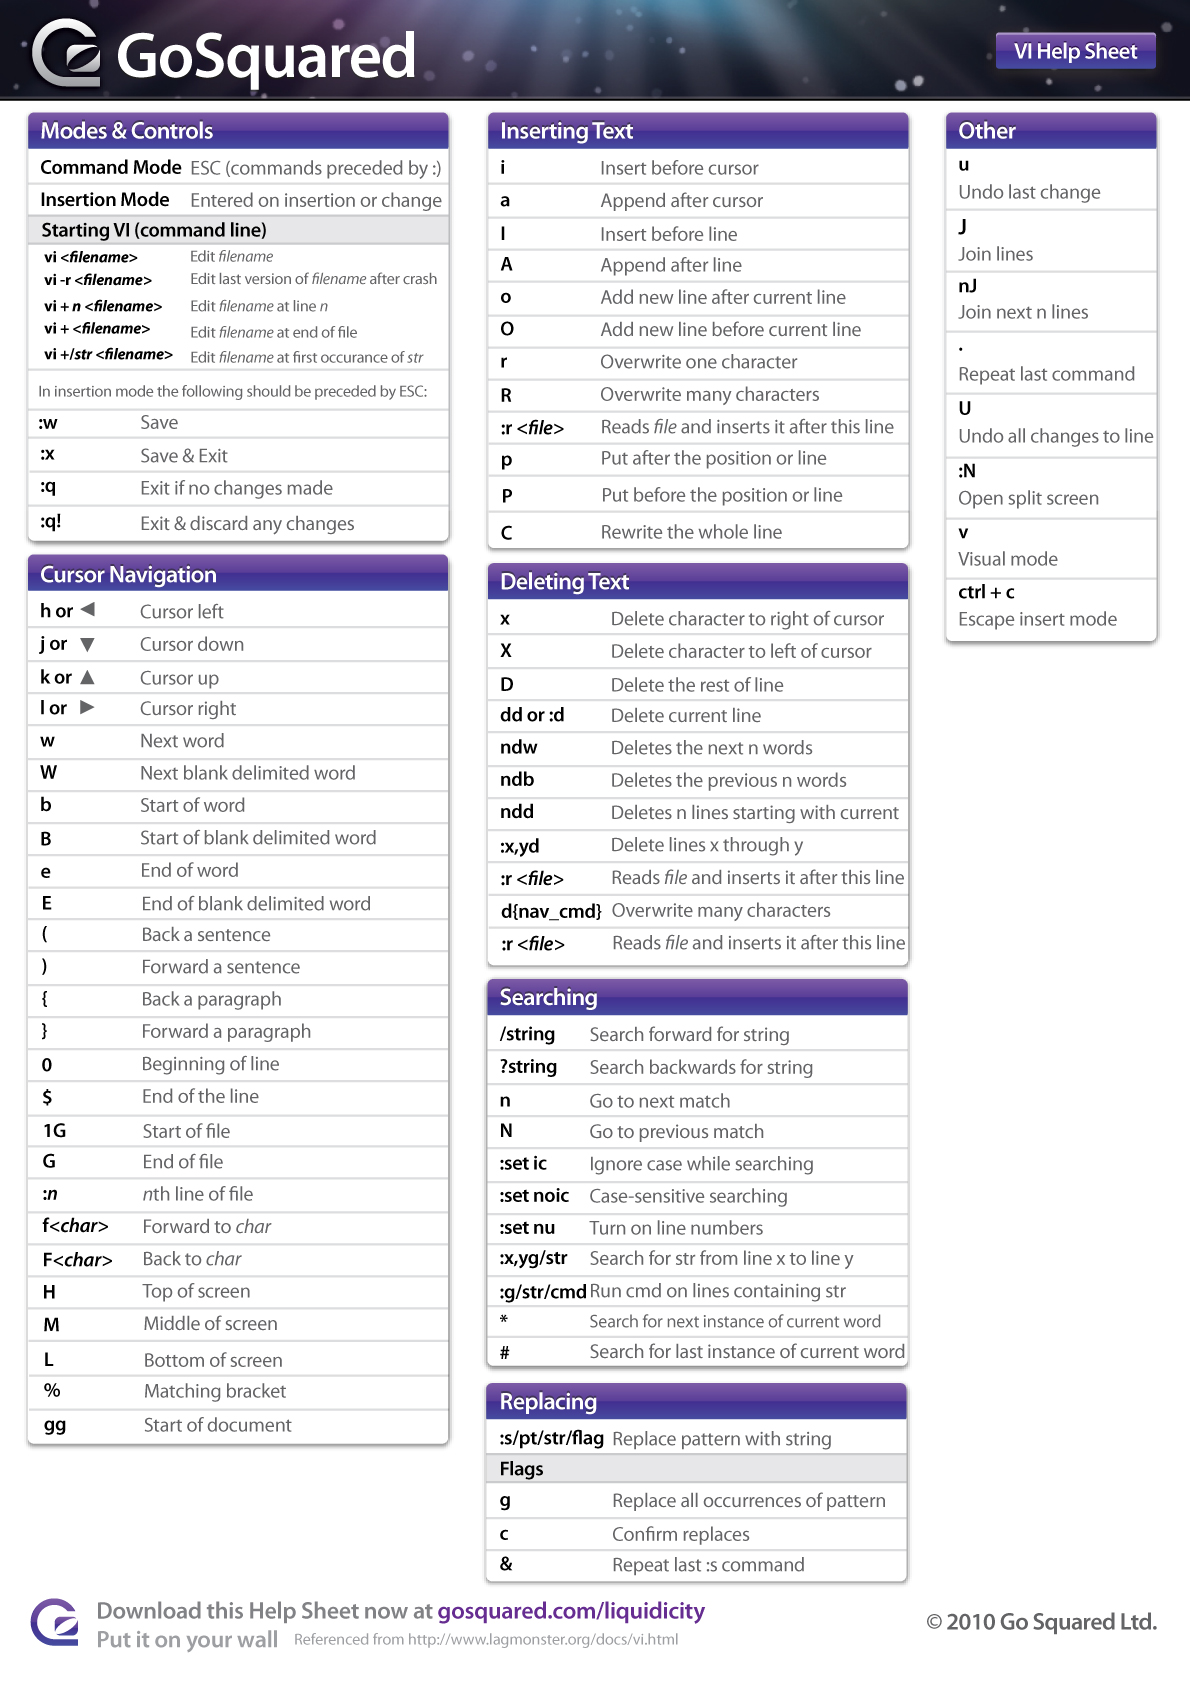 GoSquared
VI Help Sheet
Modes & Controls
Command Mode ESC (commands preceded by :)
Insertion Mode Entered on insertion or change
Starting VI (command line)
vi <filename> Edit filename
vi -r <filename> Edit last version of filename after crash
vi + n <filename> Edit filename at line n
vi + <filename> Edit filename at end of file
vi +/str <filename> Edit filename at first occurance of str
In insertion mode the following should be preceded by ESC:
:w Save
:x Save & Exit
:q Exit if no changes made
:q! Exit & discard any changes
Cursor Navigation
h or ◀ Cursor left
j or ▼ Cursor down
k or ▲ Cursor up
l or ▶ Cursor right
w Next word
W Next blank delimited word
b Start of word
B Start of blank delimited word
e End of word
E End of blank delimited word
( Back a sentence
) Forward a sentence
{ Back a paragraph
} Forward a paragraph
0 Beginning of line
$ End of the line
1G Start of file
G End of file
:n nth line of file
f<char> Forward to char
F<char> Back to char
H Top of screen
M Middle of screen
L Bottom of screen
% Matching bracket
gg Start of document
Inserting Text
i Insert before cursor
a Append after cursor
I Insert before line
A Append after line
o Add new line after current line
O Add new line before current line
r Overwrite one character
R Overwrite many characters
:r <file> Reads file and inserts it after this line
p Put after the position or line
P Put before the position or line
C Rewrite the whole line
Deleting Text
x Delete character to right of cursor
X Delete character to left of cursor
D Delete the rest of line
dd or :d Delete current line
ndw Deletes the next n words
ndb Deletes the previous n words
ndd Deletes n lines starting with current
:x,yd Delete lines x through y
:r <file> Reads file and inserts it after this line
d{nav_cmd} Overwrite many characters
:r <file> Reads file and inserts it after this line
Searching
/string Search forward for string
?string Search backwards for string
n Go to next match
N Go to previous match
:set ic Ignore case while searching
:set noic Case-sensitive searching
:set nu Turn on line numbers
:x,yg/str Search for str from line x to line y
:g/str/cmd Run cmd on lines containing str
* Search for next instance of current word
# Search for last instance of current word
Replacing
:s/pt/str/flag Replace pattern with string
Flags
g Replace all occurrences of pattern
c Confirm replaces
& Repeat last :s command
Other
u
Undo last change
J
Join lines
nJ
Join next n lines
.
Repeat last command
U
Undo all changes to line
:N
Open split screen
v
Visual mode
ctrl + c
Escape insert mode
Download this Help Sheet now at gosquared.com/liquidicity
Put it on your wall Referenced from http://www.lagmonster.org/docs/vi.html
© 2010 Go Squared Ltd.